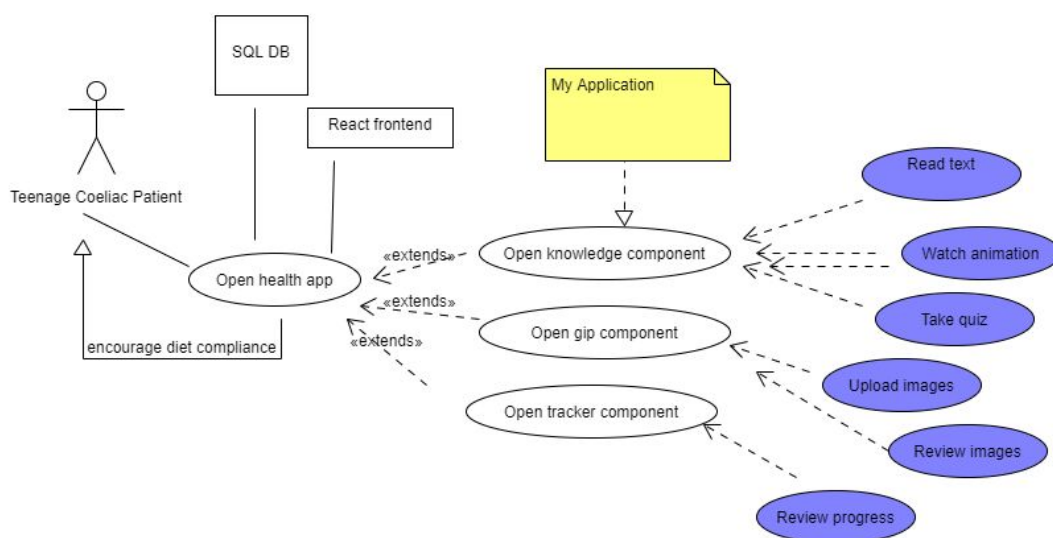 SQL DB
My Application
React frontend
Read text
Teenage Coeliac Patient
Open knowledge component
Watch animation
«extends»
Open health app
«extends»
Take quiz
Open gip component
«extends»
encourage diet compliance
Upload images
Open tracker component
Review images
Review progress